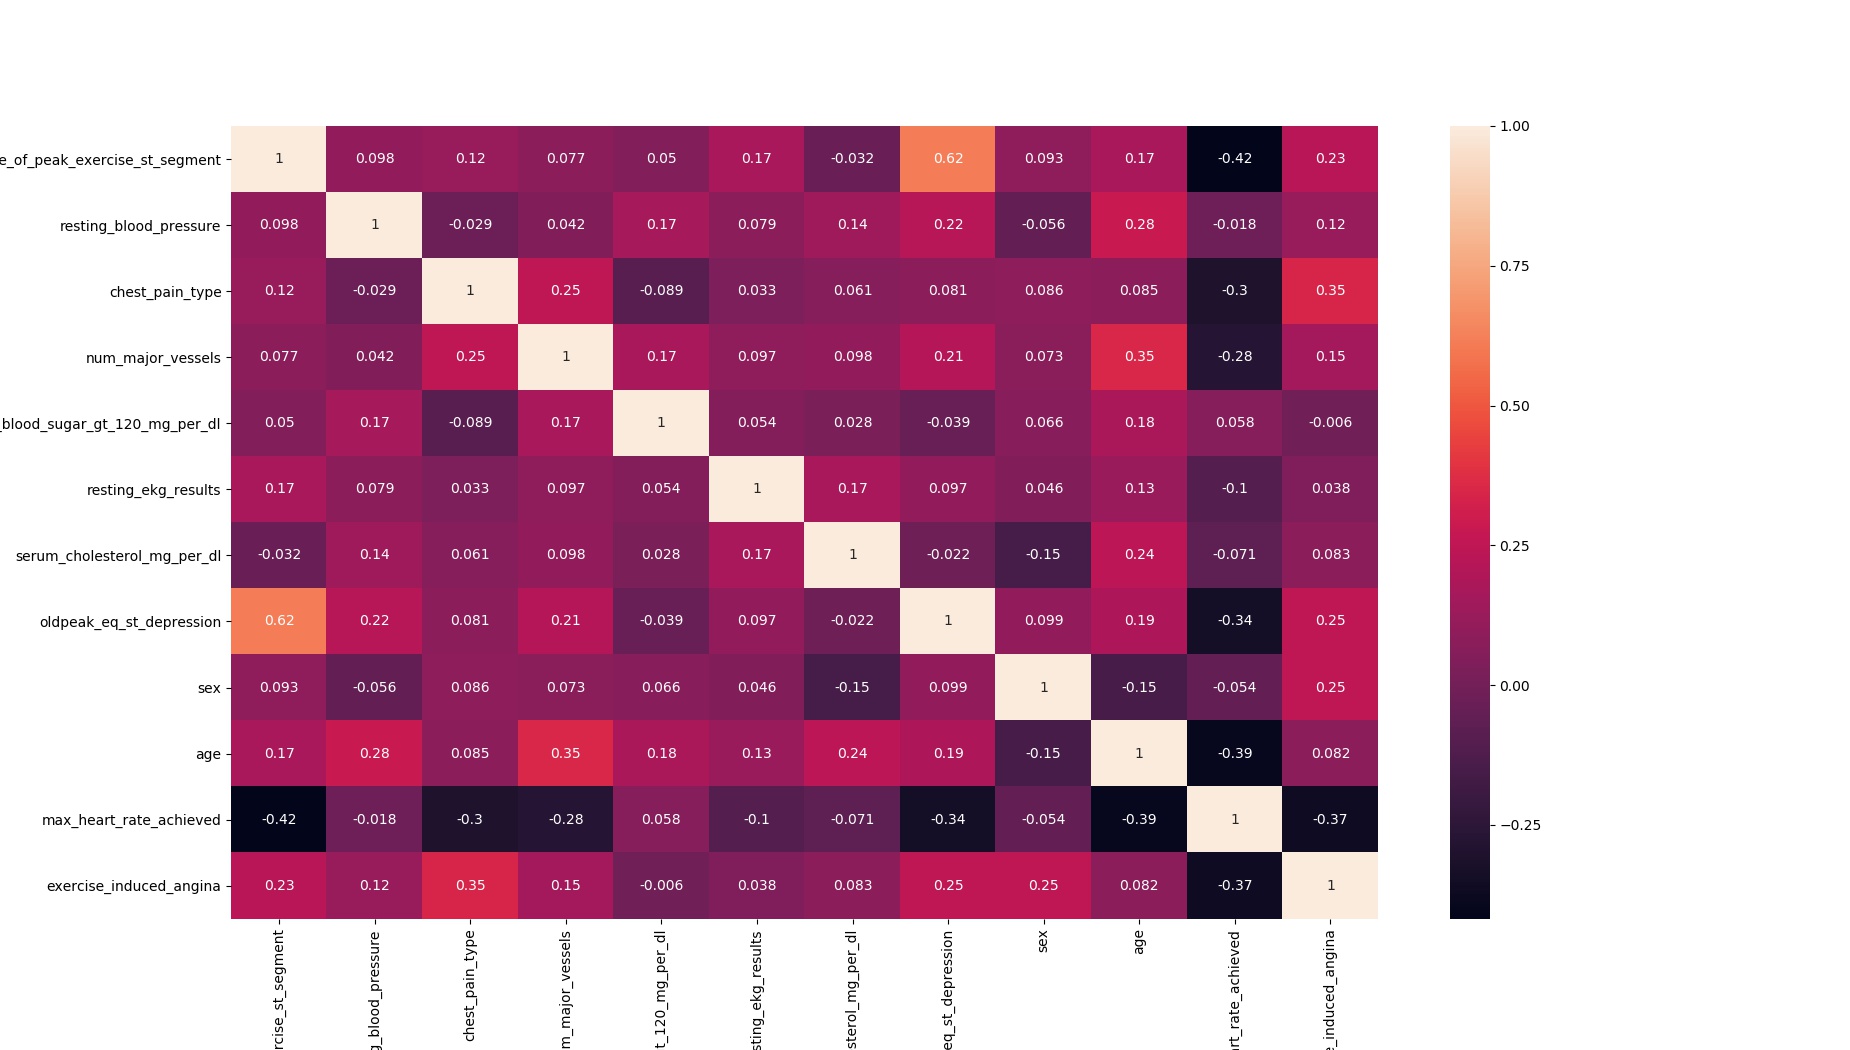 e_of_peak_exercise_st_segment 1 0.098 0.12 0.077 0.05 0.17 -0.032 0.62 0.093 0.17 -0.42 0.23
resting_blood_pressure 0.098 1 -0.029 0.042 0.17 0.079 0.14 0.22 -0.056 0.28 -0.018 0.12
chest_pain_type 0.12 -0.029 1 0.25 -0.089 0.033 0.061 0.081 0.086 0.085 -0.3 0.35
num_major_vessels 0.077 0.042 0.25 1 0.17 0.097 0.098 0.21 0.073 0.35 -0.28 0.15
_blood_sugar_gt_120_mg_per_dl 0.05 0.17 -0.089 0.17 1 0.054 0.028 -0.039 0.066 0.18 0.058 -0.006
resting_ekg_results 0.17 0.079 0.033 0.097 0.054 1 0.17 0.097 0.046 0.13 -0.1 0.038
serum_cholesterol_mg_per_dl -0.032 0.14 0.061 0.098 0.028 0.17 1 -0.022 -0.15 0.24 -0.071 0.083
oldpeak_eq_st_depression 0.62 0.22 0.081 0.21 -0.039 0.097 -0.022 1 0.099 0.19 -0.34 0.25
sex 0.093 -0.056 0.086 0.073 0.066 0.046 -0.15 0.099 1 -0.15 -0.054 0.25
age 0.17 0.28 0.085 0.35 0.18 0.13 0.24 0.19 -0.15 1 -0.39 0.082
max_heart_rate_achieved -0.42 -0.018 -0.3 -0.28 0.058 -0.1 -0.071 -0.34 -0.054 -0.39 1 -0.37
exercise_induced_angina 0.23 0.12 0.35 0.15 -0.006 0.038 0.083 0.25 0.25 0.082 -0.37 1
rcise_st_segment
g_blood_pressure
chest_pain_type
m_major_vessels
t_120_mg_per_dl
sting_ekg_results
sterol_mg_per_dl
eq_st_depression
sex
age
art_rate_achieved
e_induced_angina
1.00
0.75
0.50
0.25
0.00
−0.25